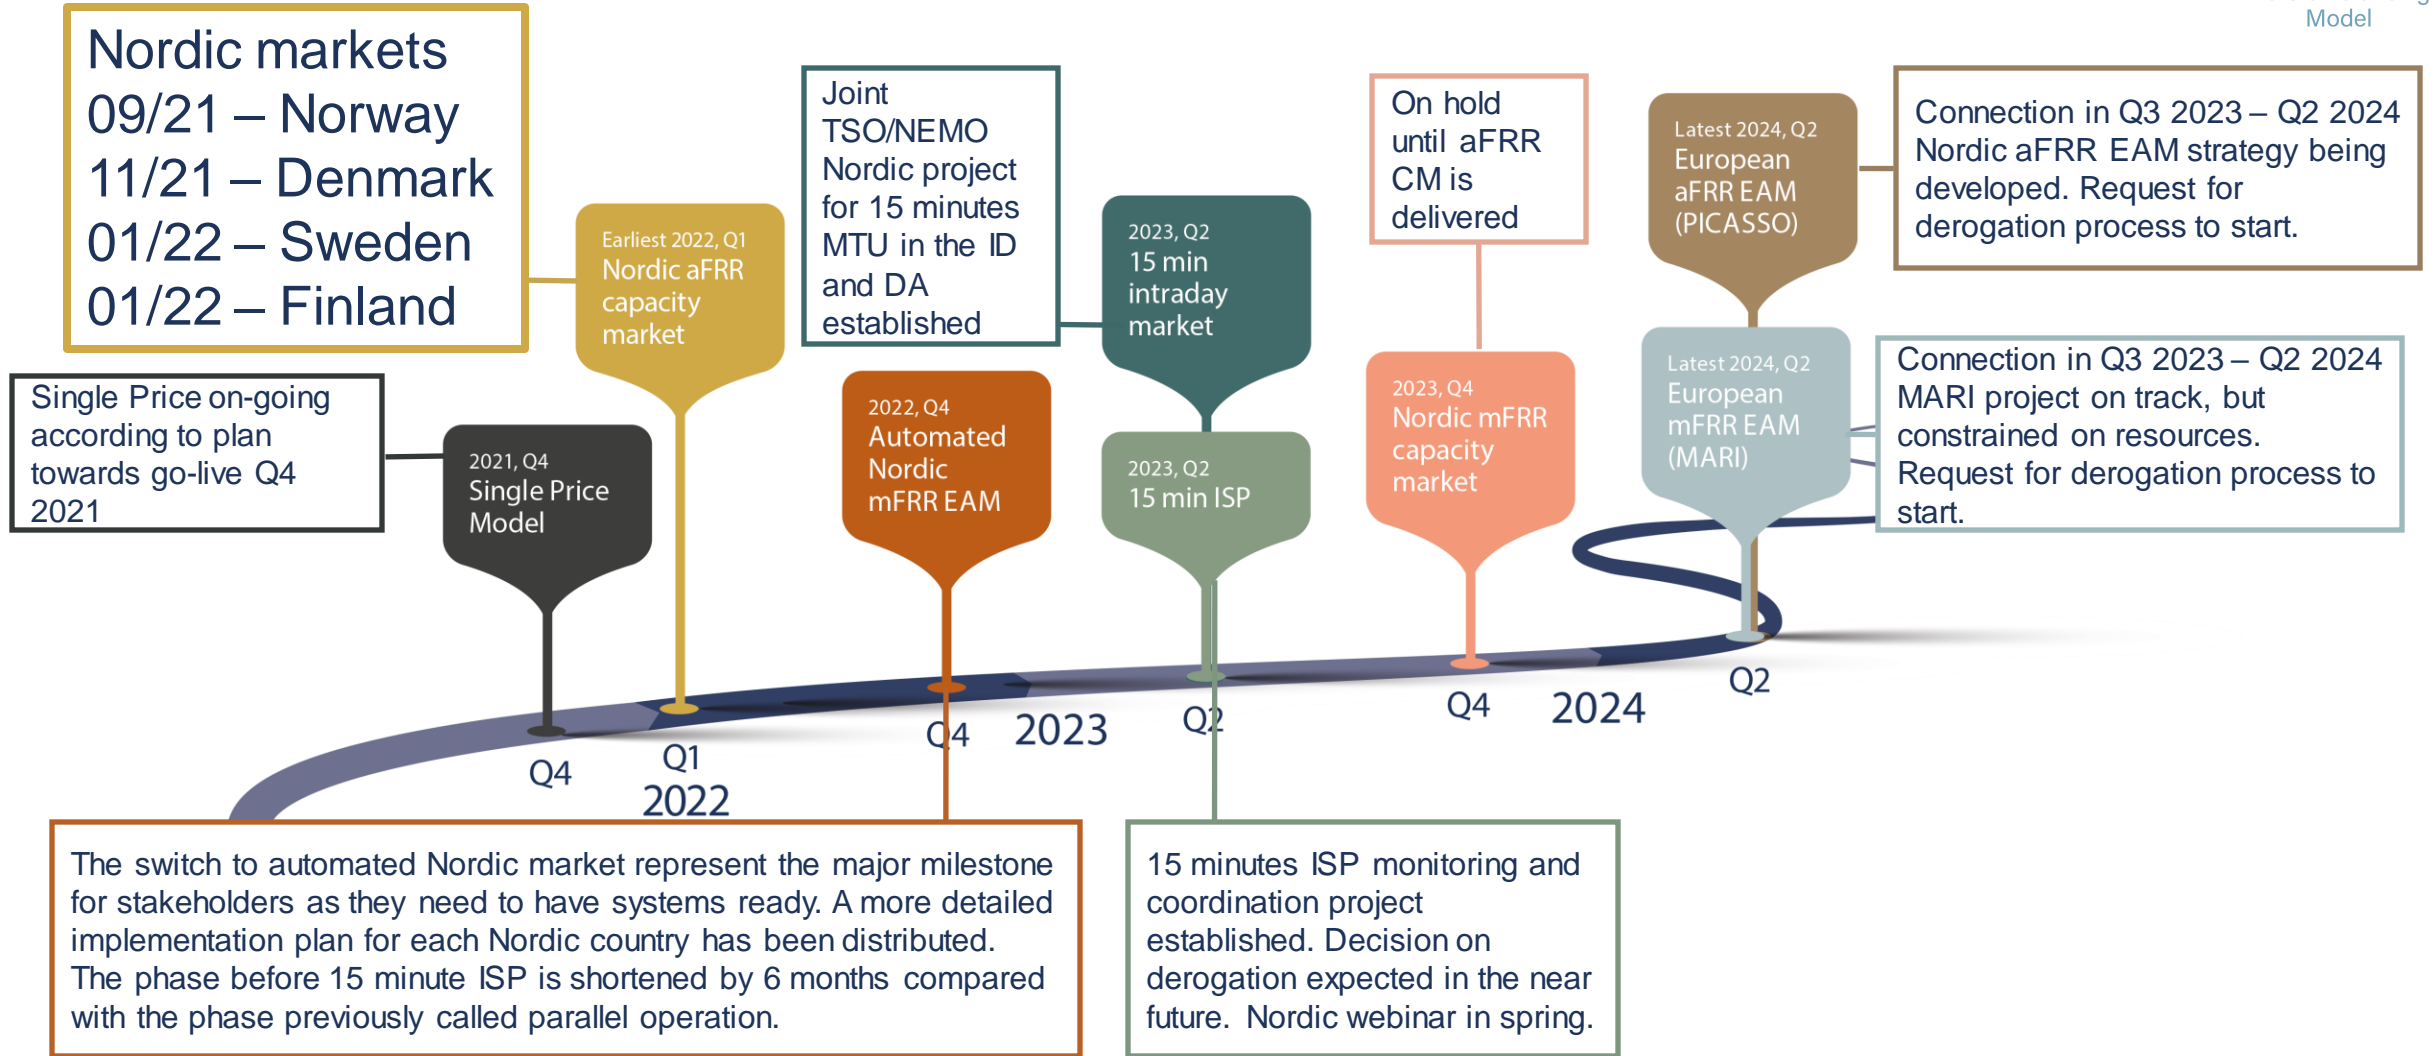 Model
Nordic markets
09/21 – Norway
11/21 – Denmark
01/22 – Sweden
01/22 – Finland
Single Price on-going
according to plan
towards go-live Q4
2021
2021, Q4
Single Price
Model
Earliest 2022, Q1
Nordic aFRR
capacity
market
Joint
TSO/NEMO
Nordic project
for 15 minutes
MTU in the ID
and DA
established
2022, Q4
Automated
Nordic
mFRR EAM
2023, Q2
15 min
intraday
market
2023, Q2
15 min ISP
On hold
until aFRR
CM is
delivered
2023, Q4
Nordic mFRR
capacity
market
Latest 2024, Q2
European
aFRR EAM
(PICASSO)
Connection in Q3 2023 – Q2 2024
Nordic aFRR EAM strategy being
developed. Request for
derogation process to start.
Latest 2024, Q2
European
mFRR EAM
(MARI)
Connection in Q3 2023 – Q2 2024
MARI project on track, but
constrained on resources.
Request for derogation process to
start.
Q4
Q1
2022
Q4
2023
Q2
Q4
2024
Q2
The switch to automated Nordic market represent the major milestone
for stakeholders as they need to have systems ready. A more detailed
implementation plan for each Nordic country has been distributed.
The phase before 15 minute ISP is shortened by 6 months compared
with the phase previously called parallel operation.
15 minutes ISP monitoring and
coordination project
established. Decision on
derogation expected in the near
future. Nordic webinar in spring.